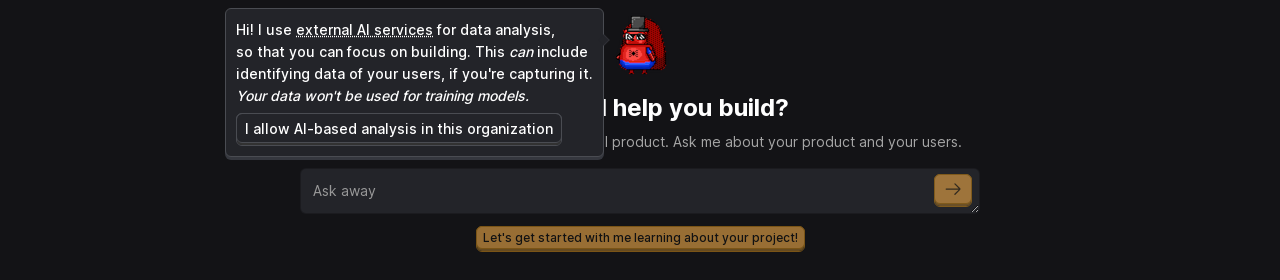 Hi! I use external AI services for data analysis,
so that you can focus on building. This can include
identifying data of your users, if you're capturing it.
Your data won't be used for training models.
I allow AI-based analysis in this organization
help you build?
product. Ask me about your product and your users.
Ask away
Let's get started with me learning about your project!